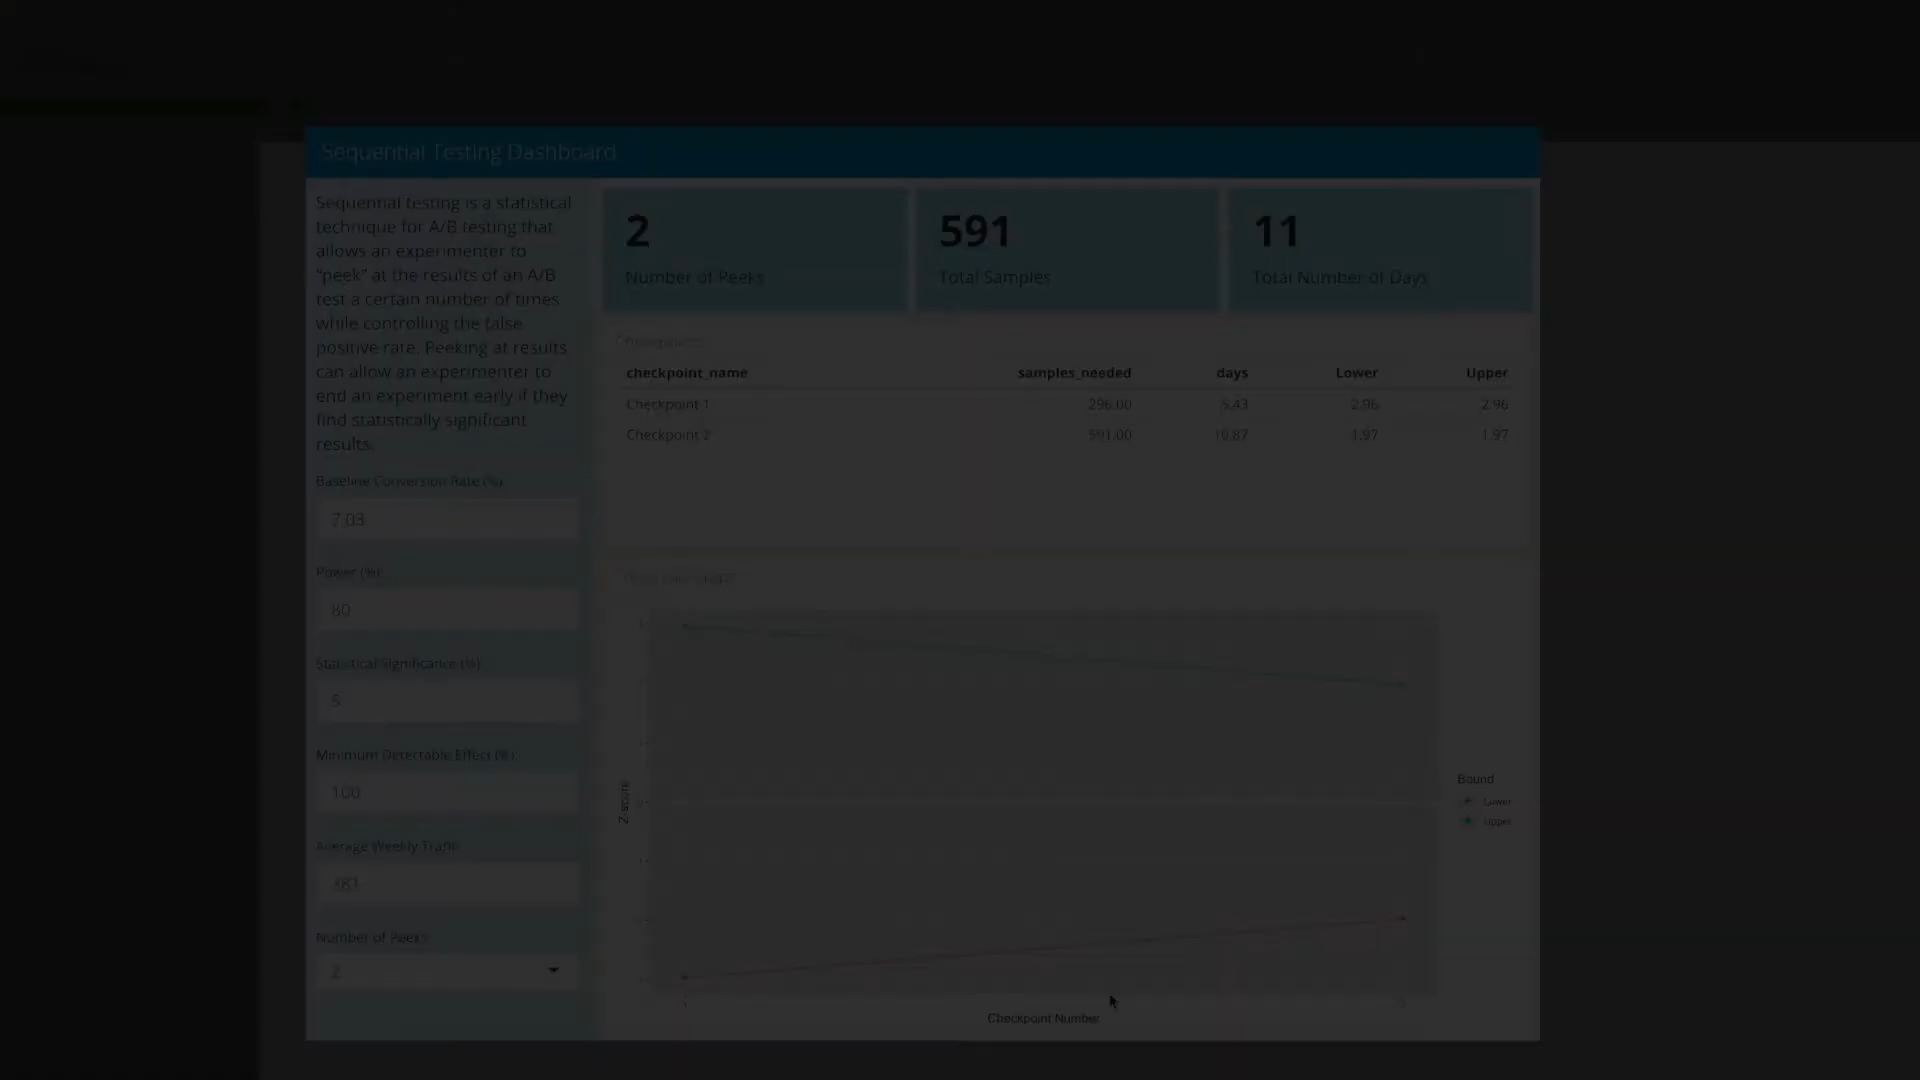 Sequential Testing Dashboard
Sequential testing is a statistical
technique for A/B testing that
allows an experimenter to
"peek" at the results of an A/B
test a certain number of times
while controlling the false
positive rate. Peeking at results
can allow an experimenter to
end an experiment early if they
find statistically significant
results.
Baseline Conversion Rate (%)
7.03
Power (%)
80
Statistical Significance (%)
5
Minimum Detectable Effect (%)
100
Average Weekly Traffic
381
Number of Peeks
2
2
Number of Peeks
591
Total Samples
11
Total Number of Days
checkpoint_name samples_needed days Lower Upper
Checkpoint 1 296.00 5.43 2.96 2.96
Checkpoint 2 591.00 10.87 1.97 1.97
Z-score
Bound
Lower
Upper
Checkpoint Number